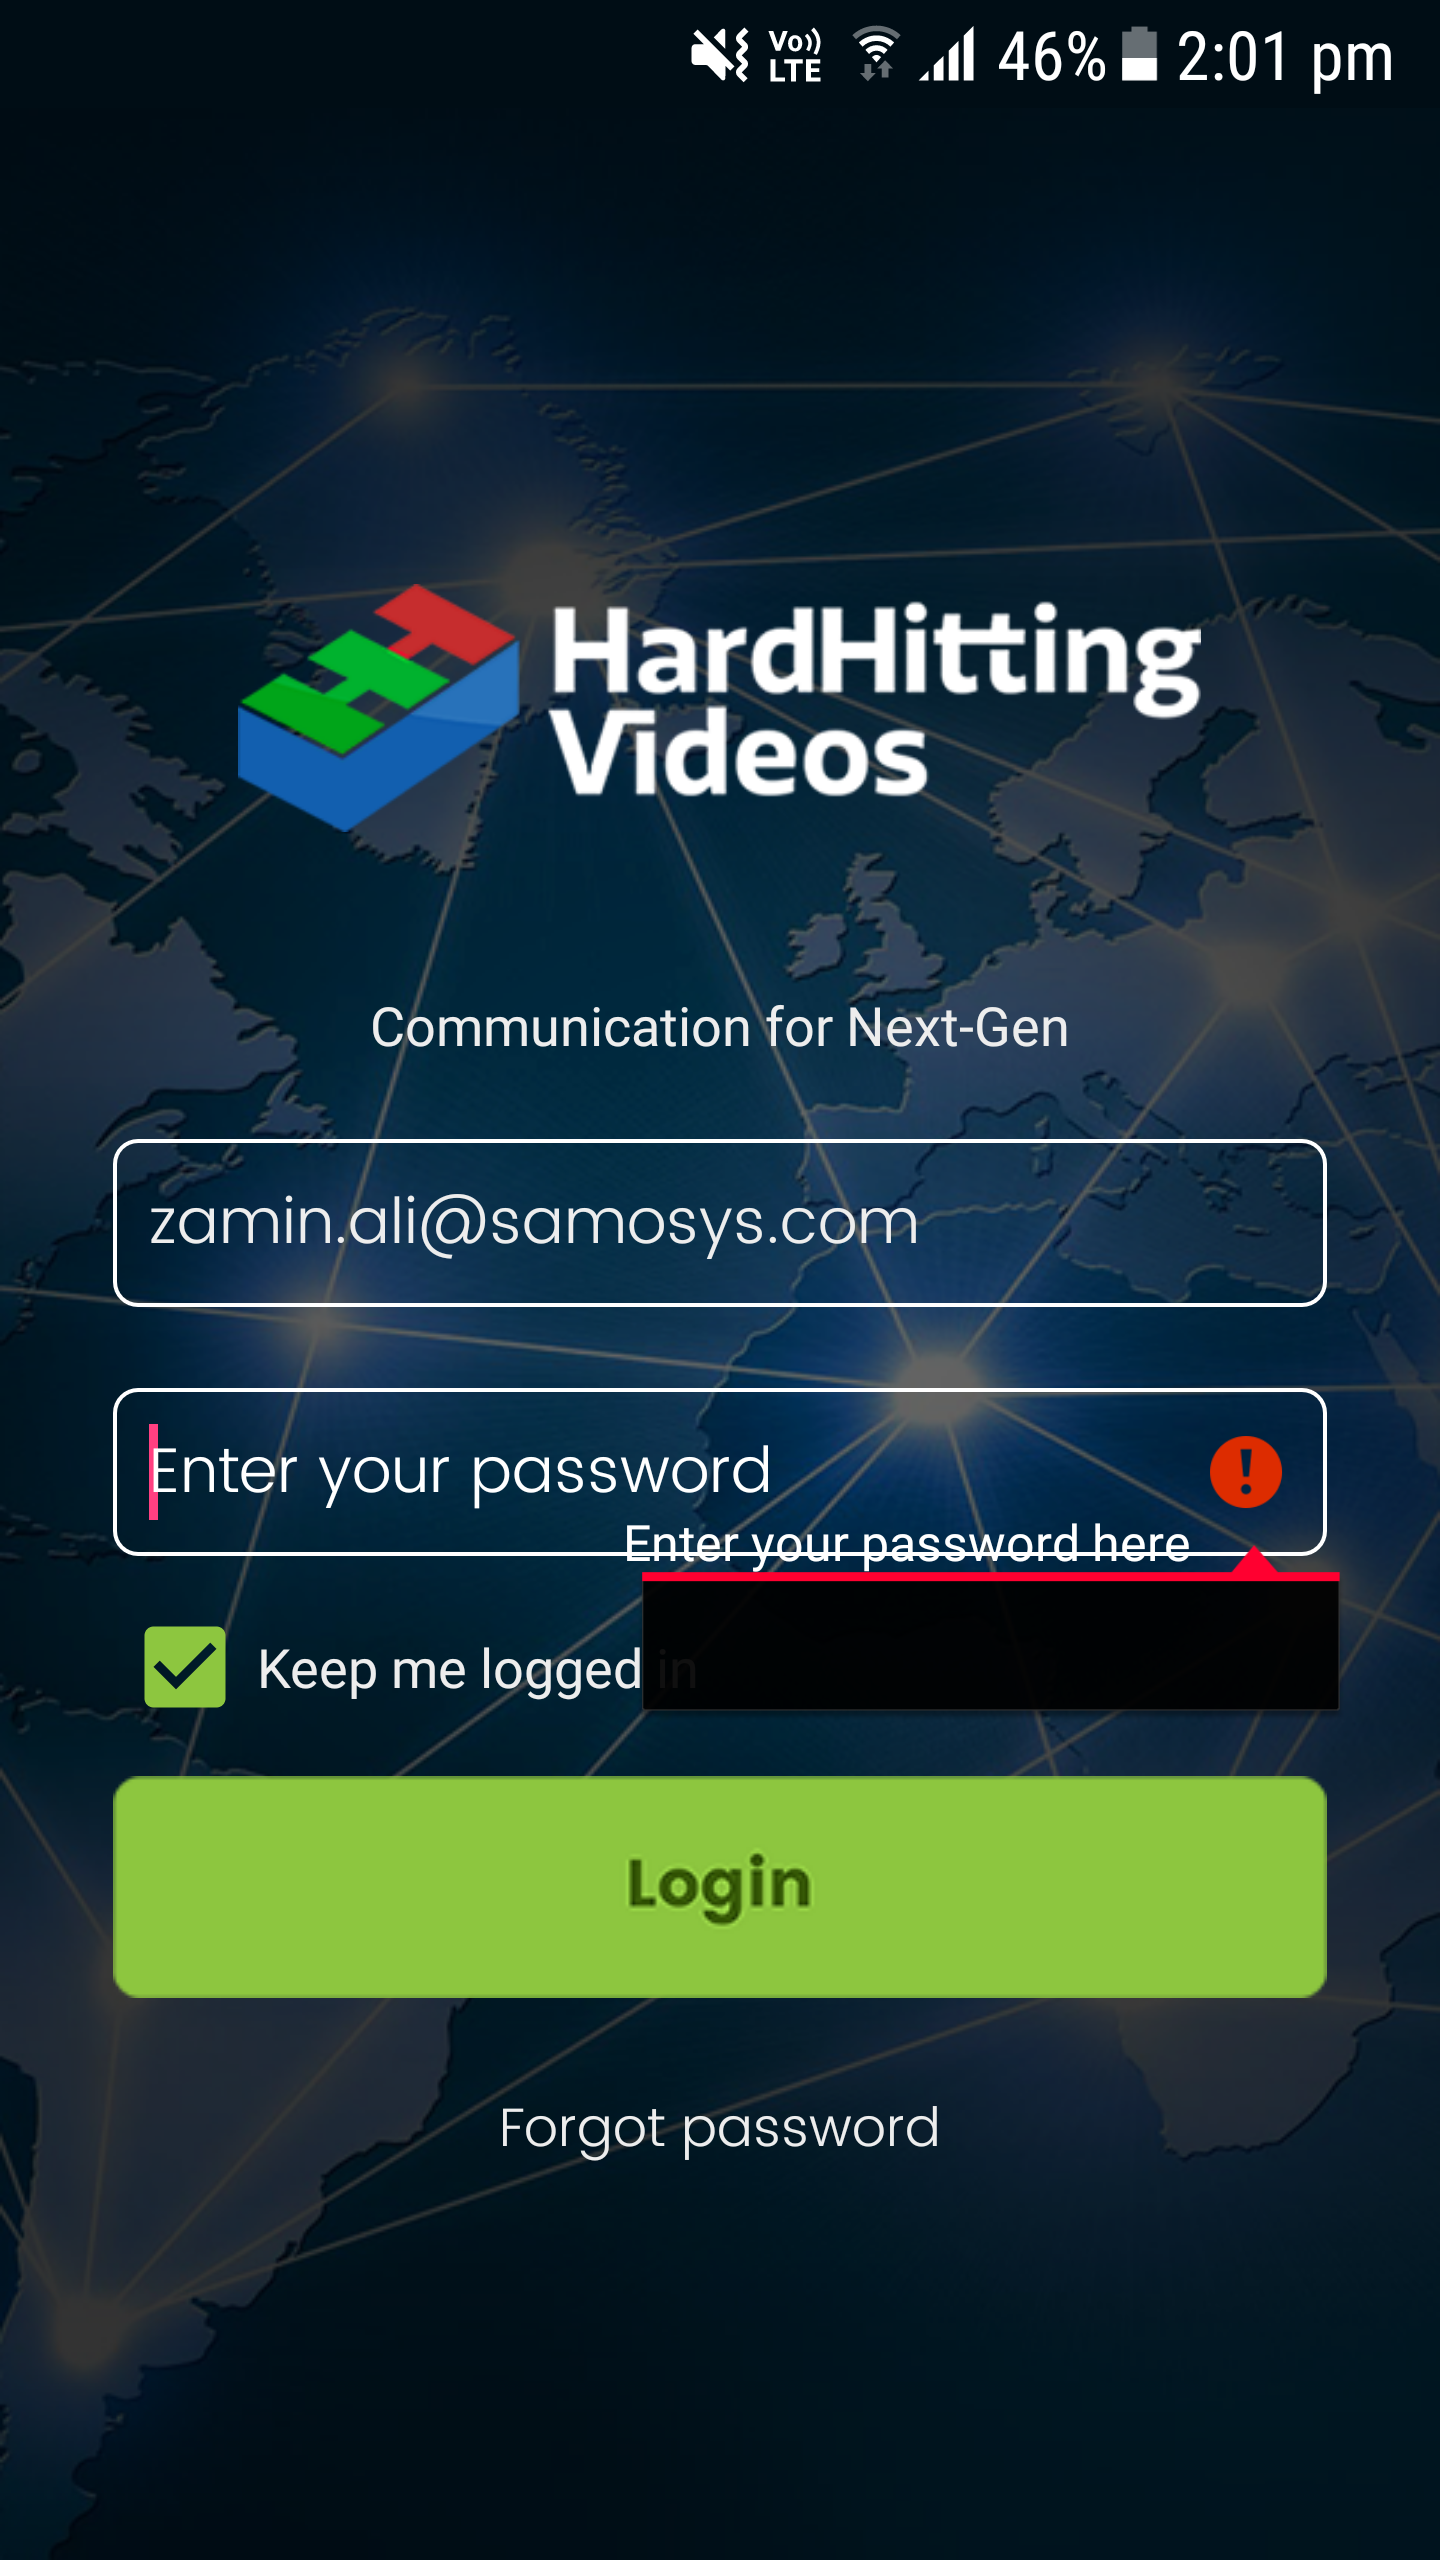 Vo)) LTE 46% 2:01 pm
HardHitting
Videos
Communication for Next-Gen
zamin.ali@samosys.com
Enter your password
Enter your password here
Keep me logged in
Login
Forgot password